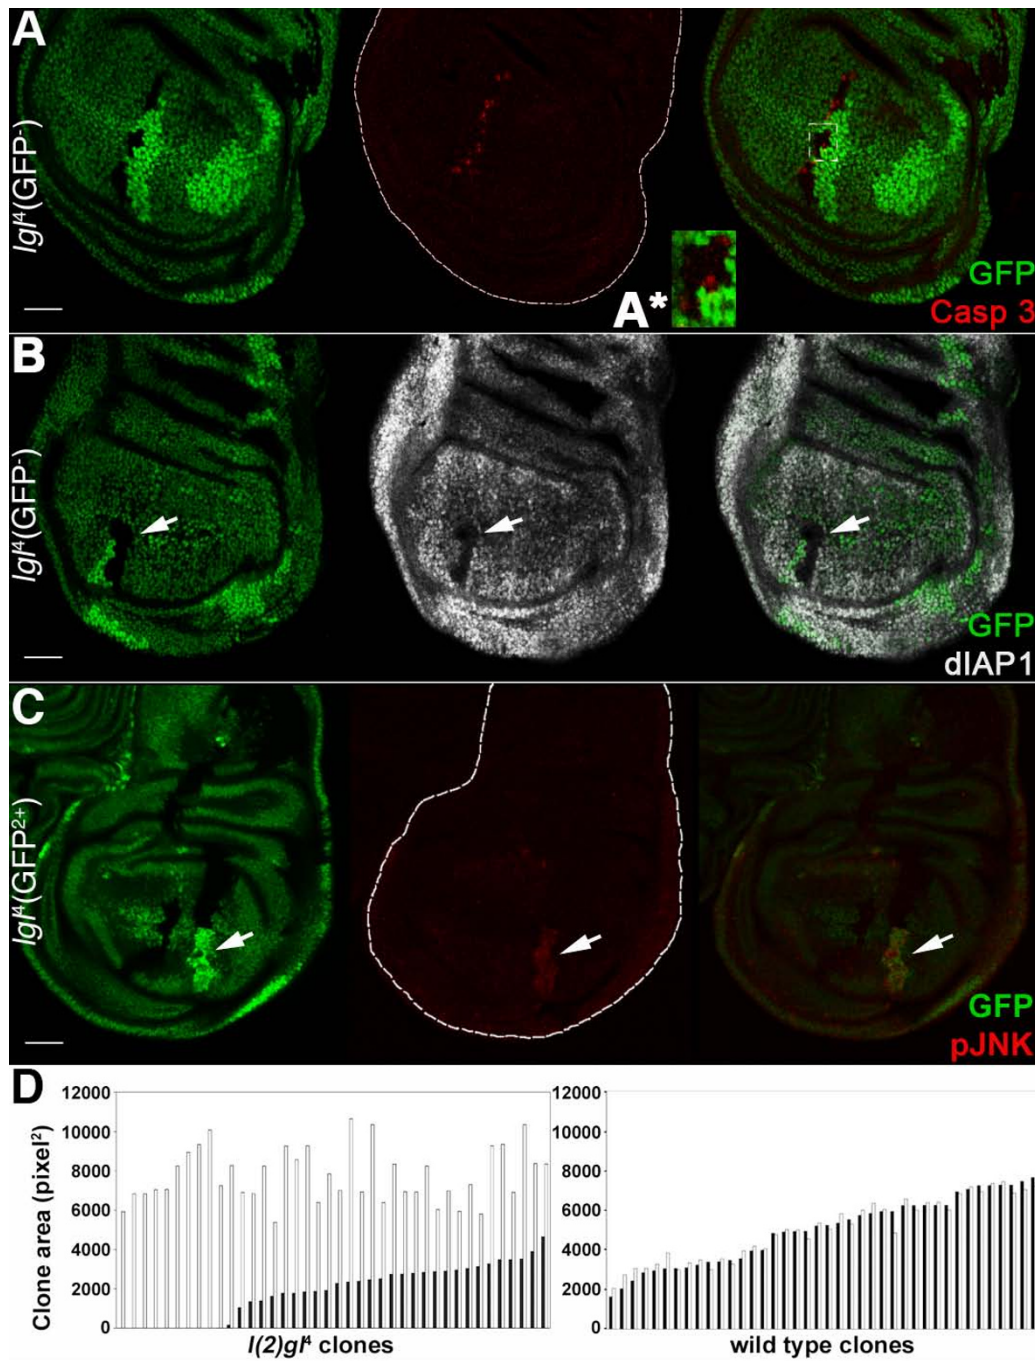 A
lgl⁴(GFP⁻)
A*
GFP
Casp 3
B
lgl⁴(GFP⁻)
GFP
dIAP1
C
lgl⁴(GFP²⁺)
GFP
pJNK
D
Clone area (pixel²)
12000
10000
8000
6000
4000
2000
0
l(2)gl⁴ clones
12000
10000
8000
6000
4000
2000
0
wild type clones